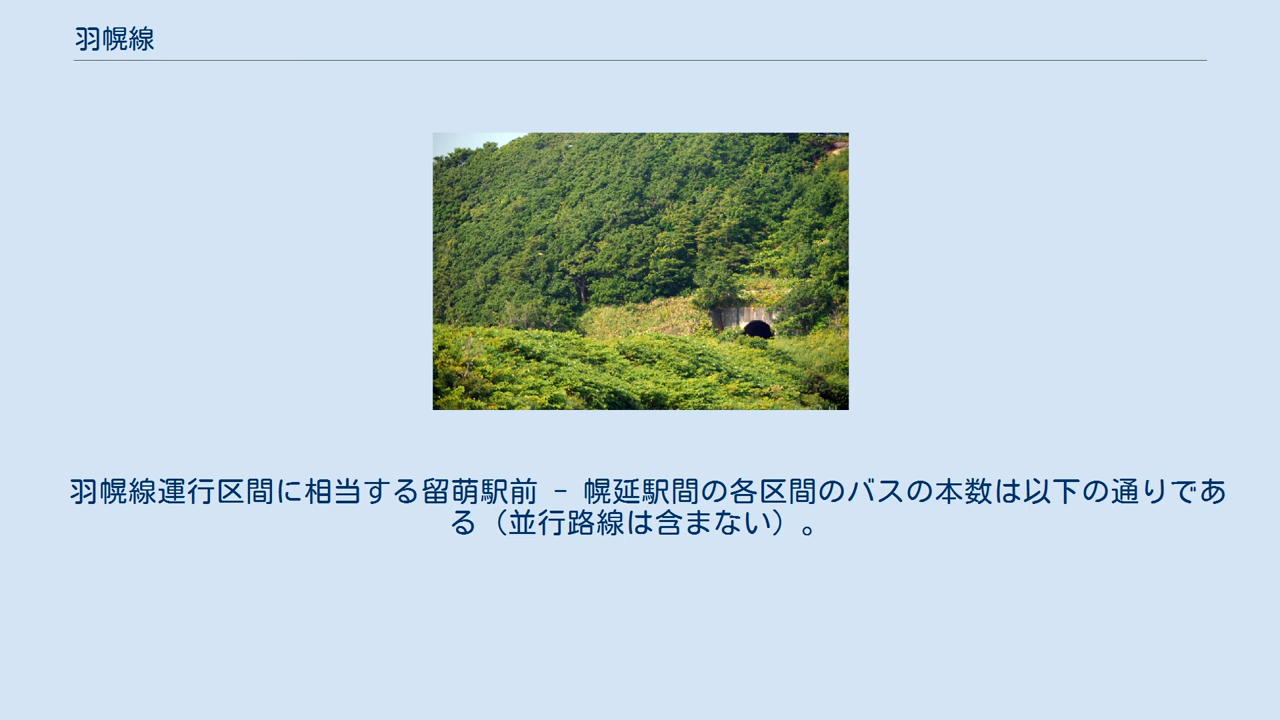 羽幌線
羽幌線運行区間に相当する留萌駅前 - 幌延駅間の各区間のバスの本数は以下の通りであ
る（並行路線は含まない）。